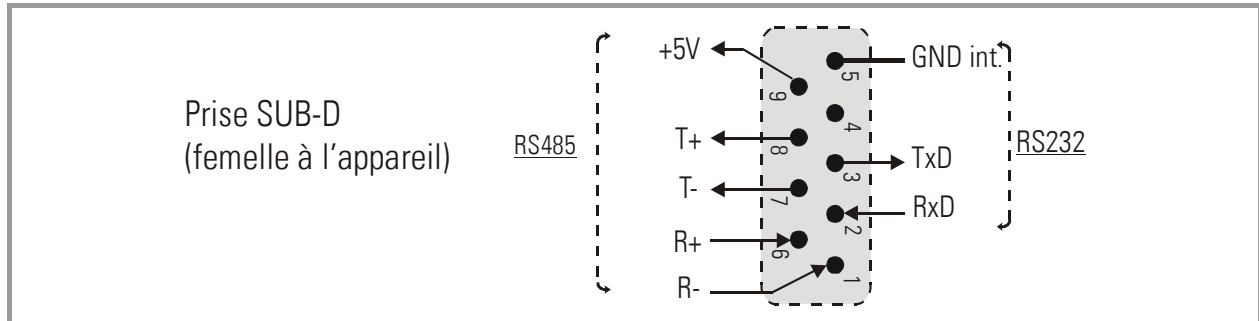 Prise SUB-D
(femelle à l'appareil)
RS485
+5V
T+
T-
R+
R-
9
8
7
6
5
4
3
2
1
GND int.
TxD
RxD
RS232